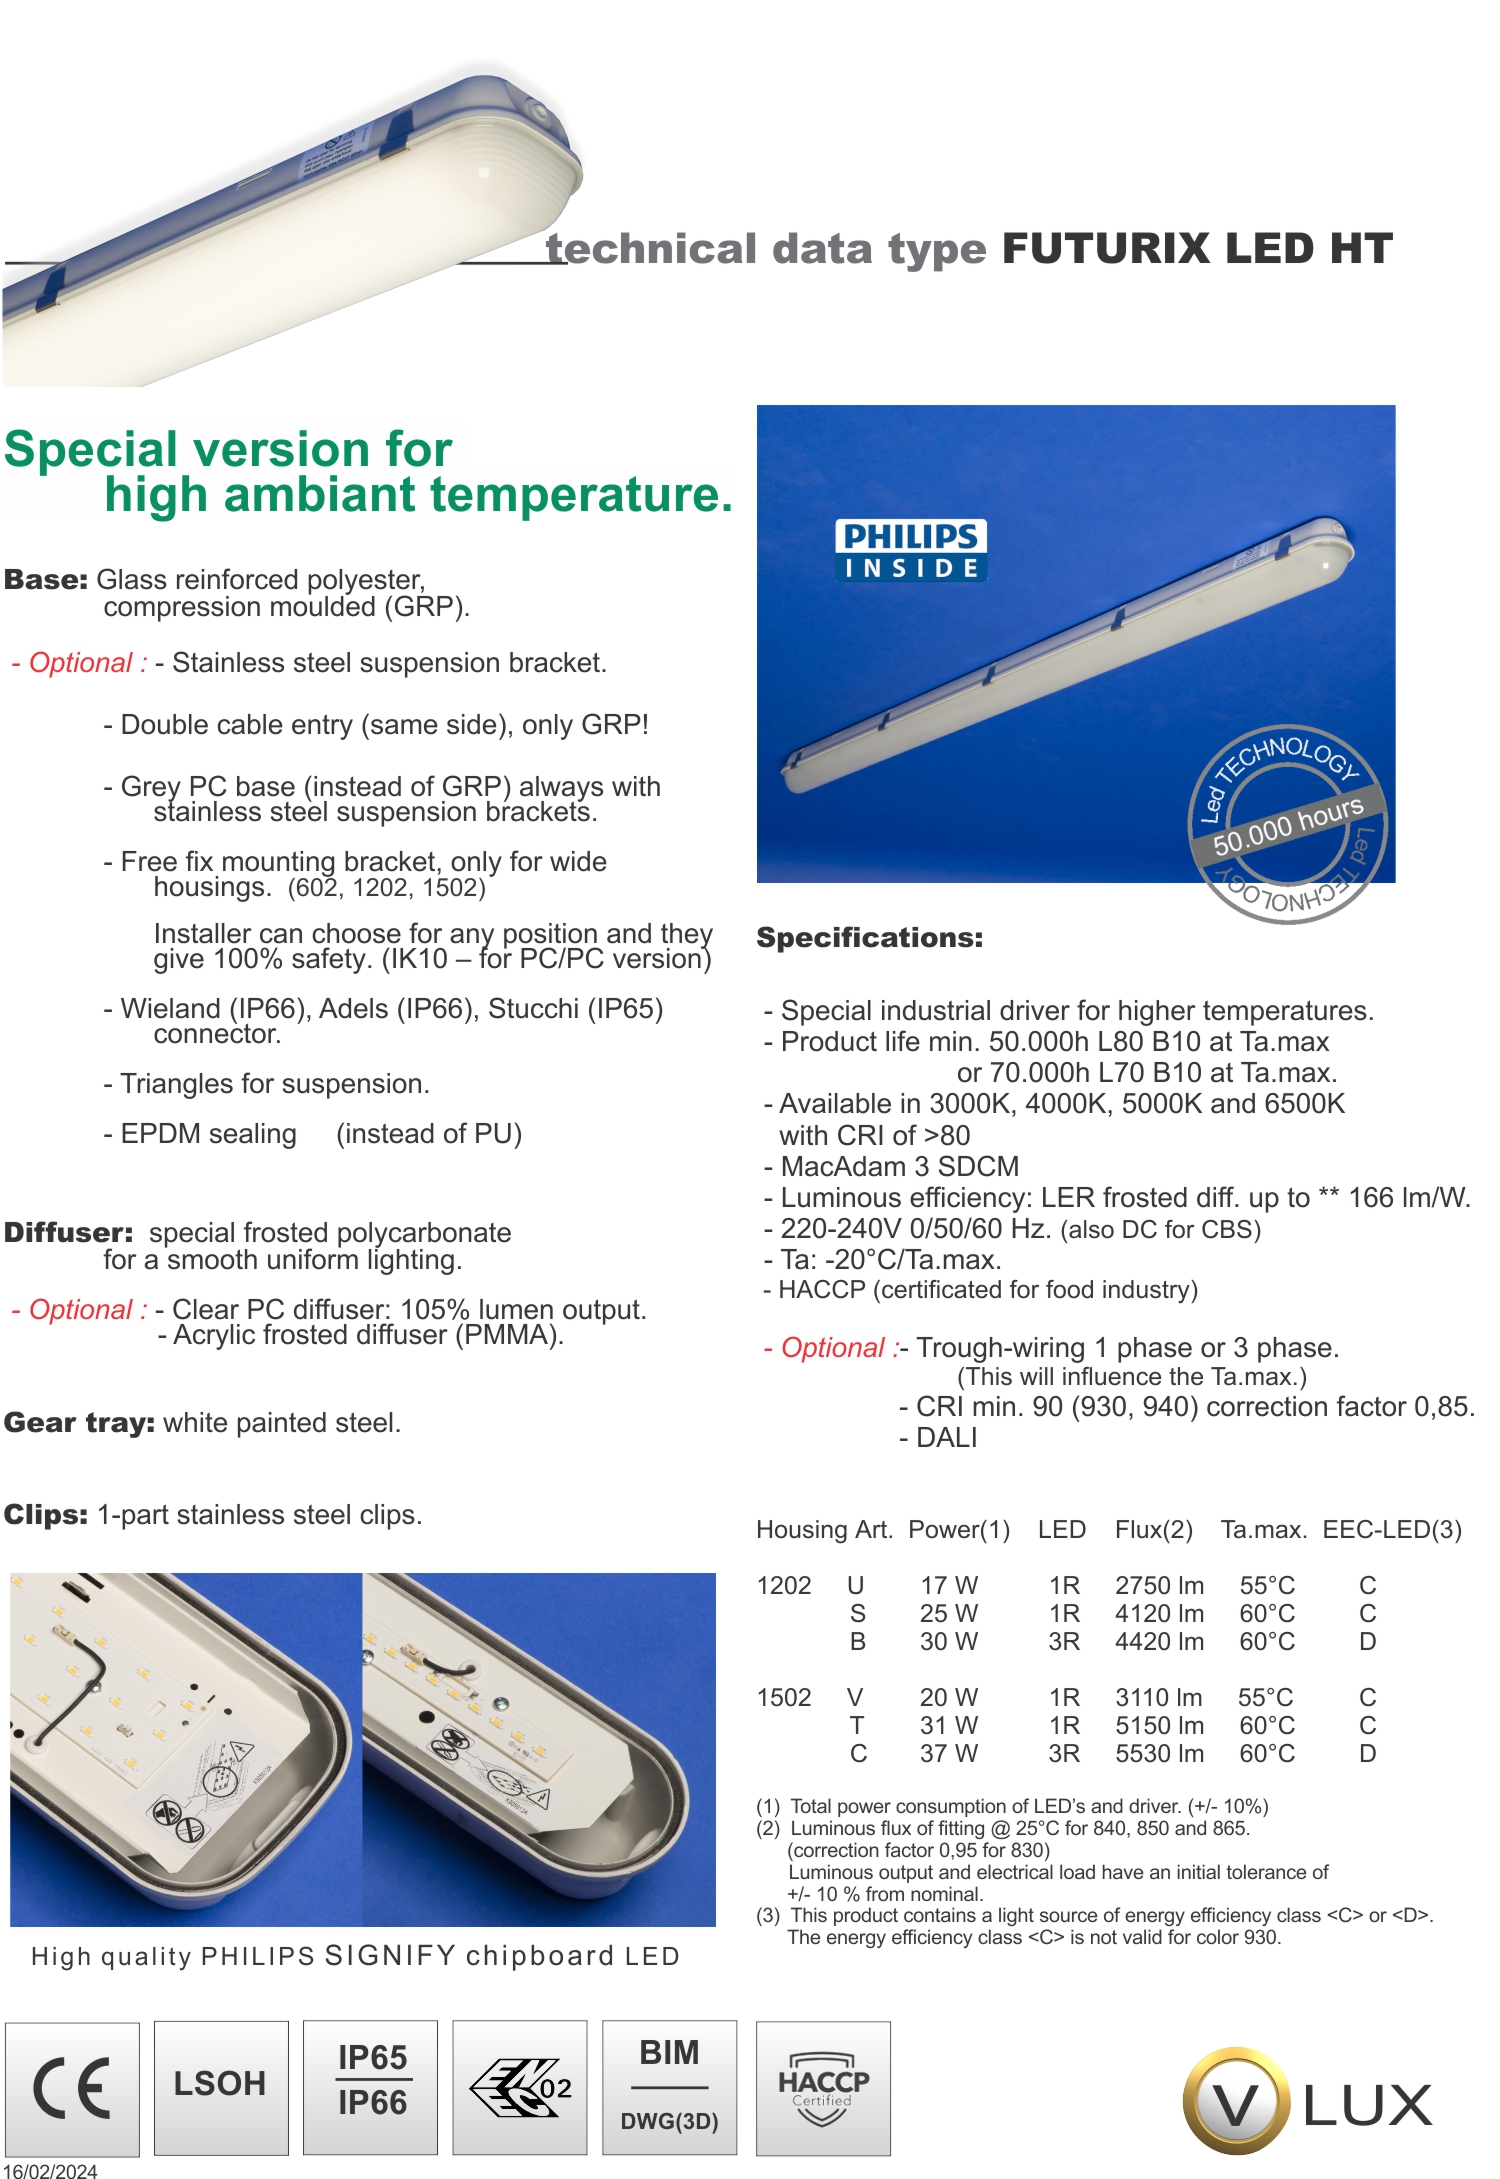 technical data type FUTURIX LED HT
Special version for
high ambiant temperature.
Base: Glass reinforced polyester,
compression moulded (GRP).
- Optional : - Stainless steel suspension bracket.
- Double cable entry (same side), only GRP!
- Grey PC base (instead of GRP) always with
stainless steel suspension brackets.
- Free fix mounting bracket, only for wide
housings. (602, 1202, 1502)
Installer can choose for any position and they
give 100% safety. (IK10 – for PC/PC version)
- Wieland (IP66), Adels (IP66), Stucchi (IP65)
connector.
- Triangles for suspension.
- EPDM sealing (instead of PU)
Diffuser: special frosted polycarbonate
for a smooth uniform lighting.
- Optional : - Clear PC diffuser: 105% lumen output.
- Acrylic frosted diffuser (PMMA).
Gear tray: white painted steel.
Clips: 1-part stainless steel clips.
High quality PHILIPS SIGNIFY chipboard LED
PHILIPS
INSIDE
Led TECHNOLOGY
50.000 hours
Led TECHNOLOGY
Specifications:
- Special industrial driver for higher temperatures.
- Product life min. 50.000h L80 B10 at Ta.max
or 70.000h L70 B10 at Ta.max.
- Available in 3000K, 4000K, 5000K and 6500K
with CRI of >80
- MacAdam 3 SDCM
- Luminous efficiency: LER frosted diff. up to ** 166 lm/W.
- 220-240V 0/50/60 Hz. (also DC for CBS)
- Ta: -20°C/Ta.max.
- HACCP (certificated for food industry)
- Optional :- Trough-wiring 1 phase or 3 phase.
(This will influence the Ta.max.)
- CRI min. 90 (930, 940) correction factor 0,85.
- DALI
Housing Art. Power(1) LED Flux(2) Ta.max. EEC-LED(3)
1202 U 17 W 1R 2750 lm 55°C C
S 25 W 1R 4120 lm 60°C C
B 30 W 3R 4420 lm 60°C D
1502 V 20 W 1R 3110 lm 55°C C
T 31 W 1R 5150 lm 60°C C
C 37 W 3R 5530 lm 60°C D
(1) Total power consumption of LED's and driver. (+/- 10%)
(2) Luminous flux of fitting @ 25°C for 840, 850 and 865.
(correction factor 0,95 for 830)
Luminous output and electrical load have an initial tolerance of
+/- 10 % from nominal.
(3) This product contains a light source of energy efficiency class <C> or <D>.
The energy efficiency class <C> is not valid for color 930.
CE
LSOH
IP65
IP66
ENEC 02
BIM
DWG(3D)
HACCP
Certified
V LUX
16/02/2024